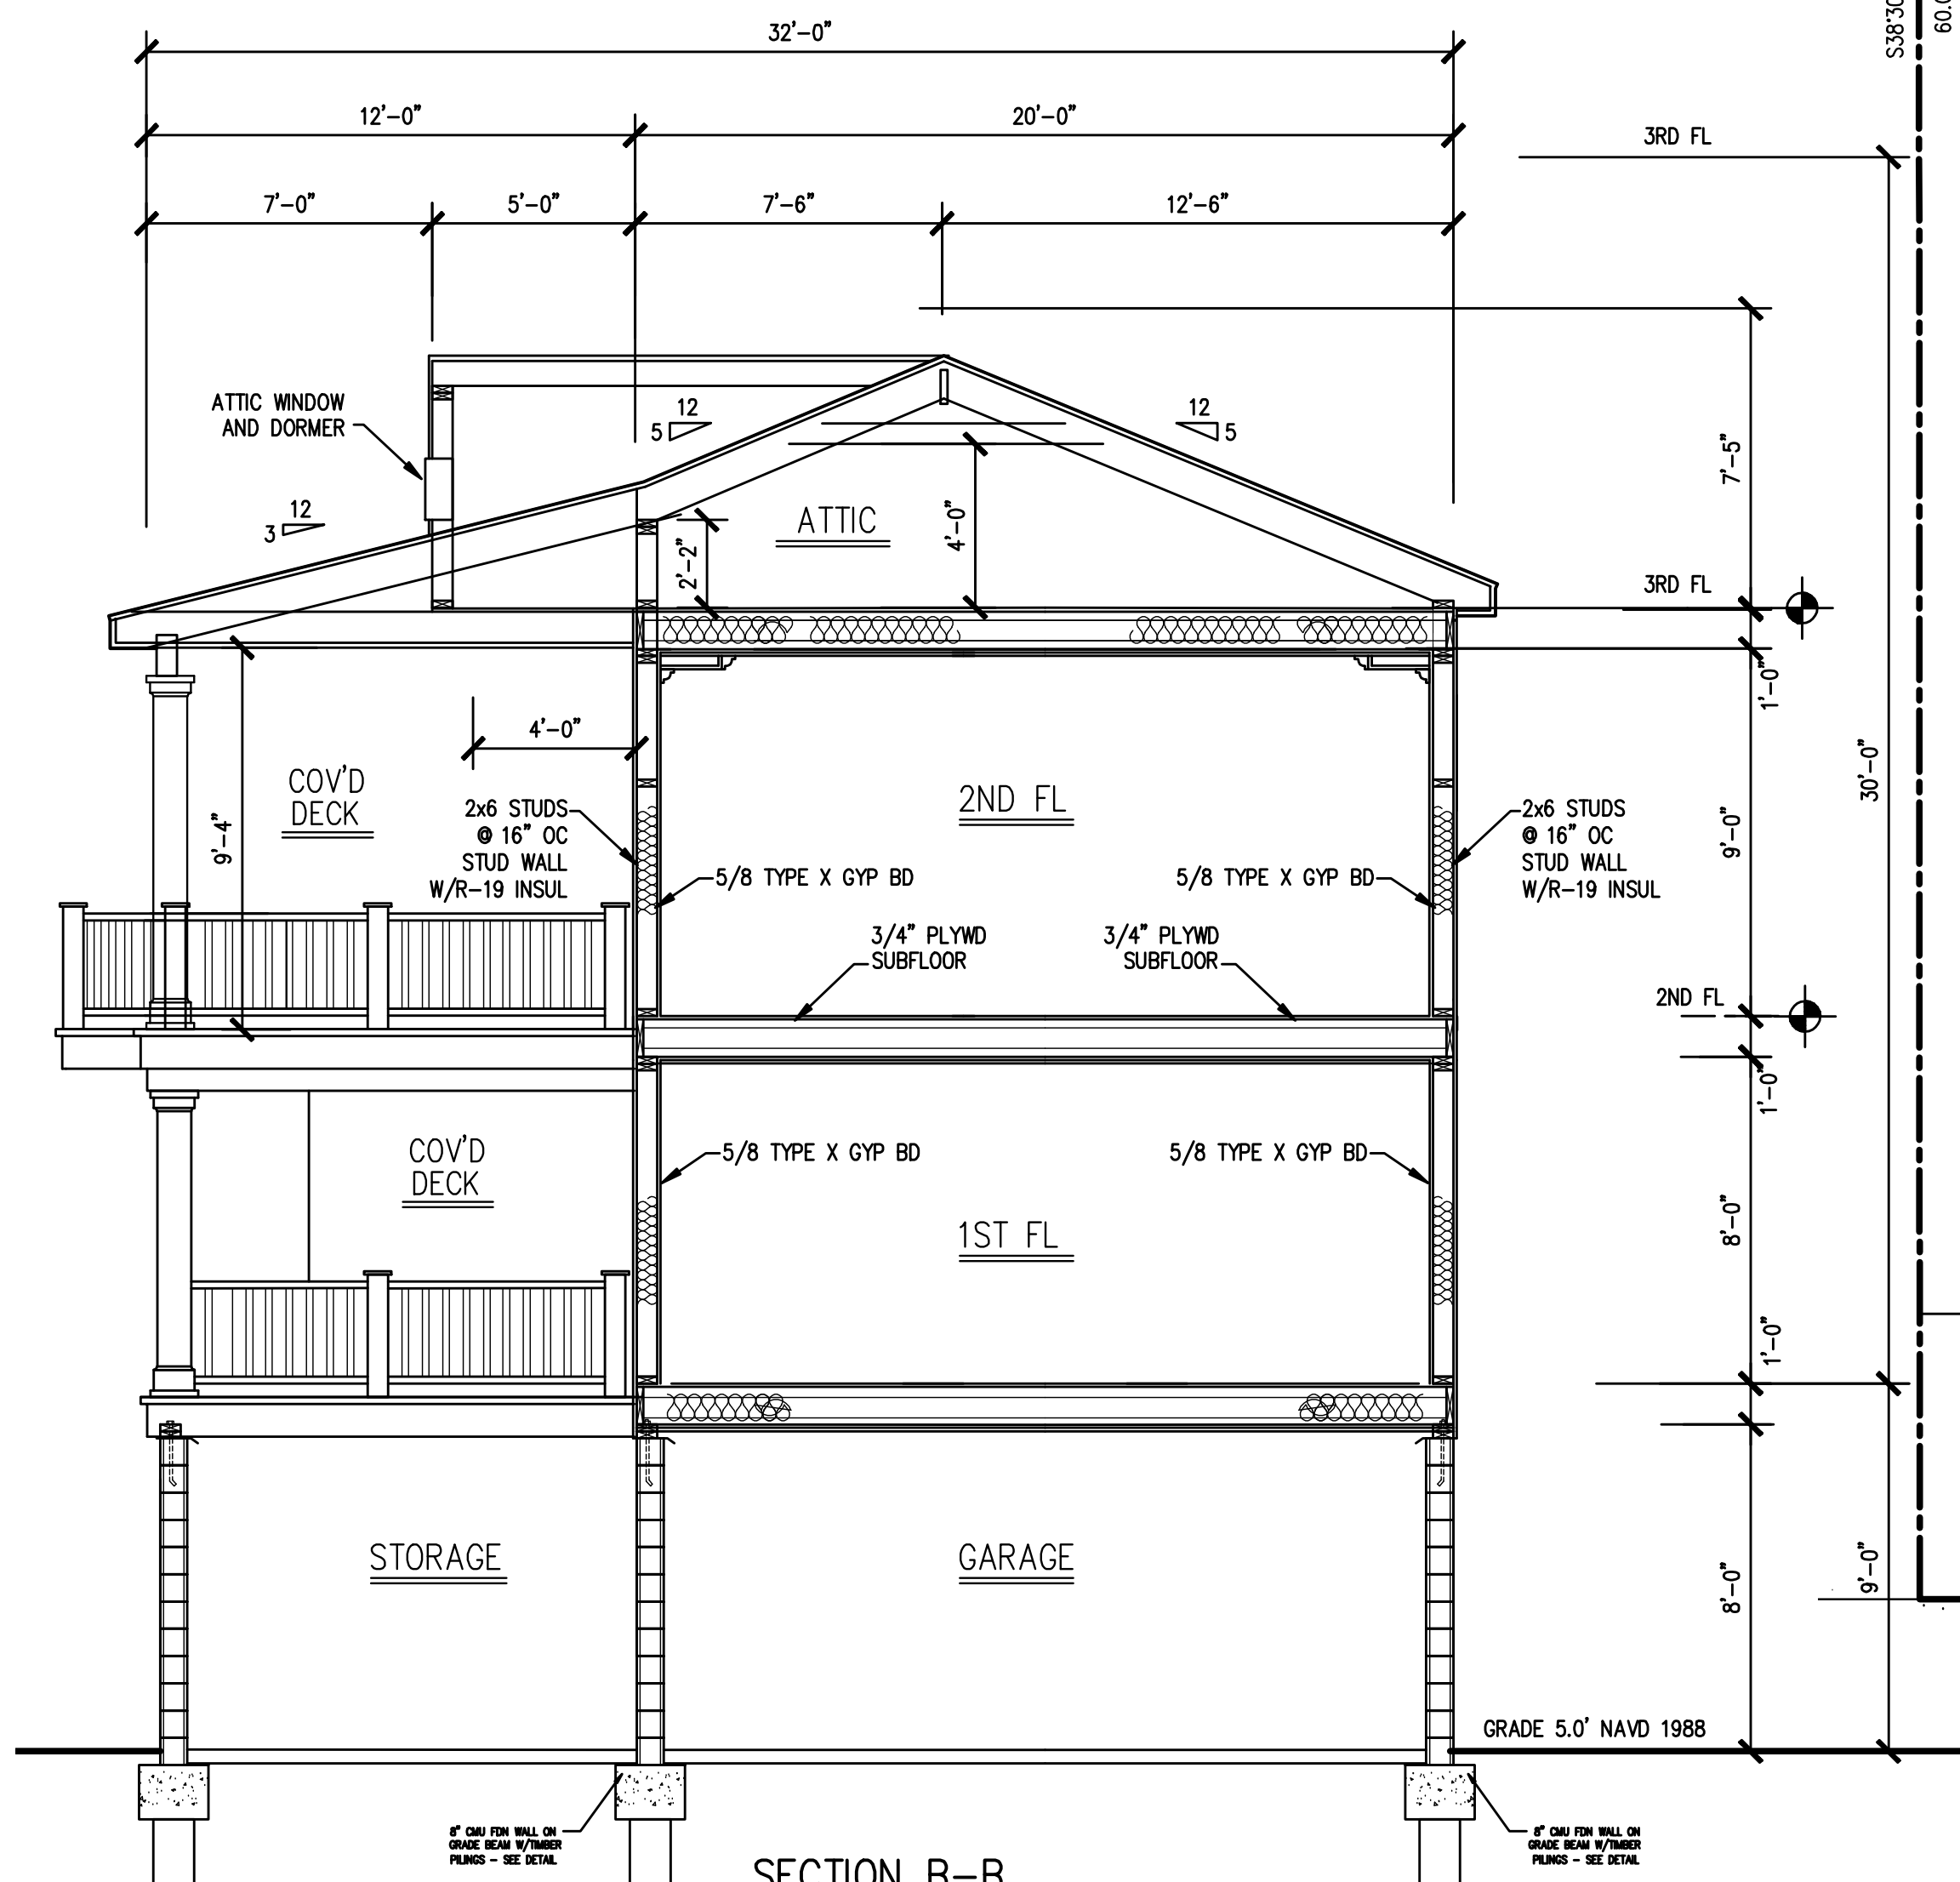 32'-0"
S38°30
60.0
12'-0"
20'-0"
3RD FL
7'-0"
5'-0"
7'-6"
12'-6"
ATTIC WINDOW
AND DORMER
12
5
12
5
7'-5"
12
3
ATTIC
4'-0"
2'-2"
3RD FL
1'-0"
4'-0"
COV'D
DECK
9'-4"
2ND FL
30'-0"
9'-0"
2x6 STUDS
@ 16" OC
STUD WALL
W/R-19 INSUL
2x6 STUDS
@ 16" OC
STUD WALL
W/R-19 INSUL
5/8 TYPE X GYP BD
5/8 TYPE X GYP BD
3/4" PLYWD
SUBFLOOR
3/4" PLYWD
SUBFLOOR
2ND FL
1'-0"
COV'D
DECK
5/8 TYPE X GYP BD
5/8 TYPE X GYP BD
1ST FL
8'-0"
1'-0"
STORAGE
GARAGE
8'-0"
9'-0"
GRADE 5.0' NAVD 1988
8" CMU FDN WALL ON
GRADE BEAM W/TIMBER
PILINGS - SEE DETAIL
8" CMU FDN WALL ON
GRADE BEAM W/TIMBER
PILINGS - SEE DETAIL
SECTION B-B